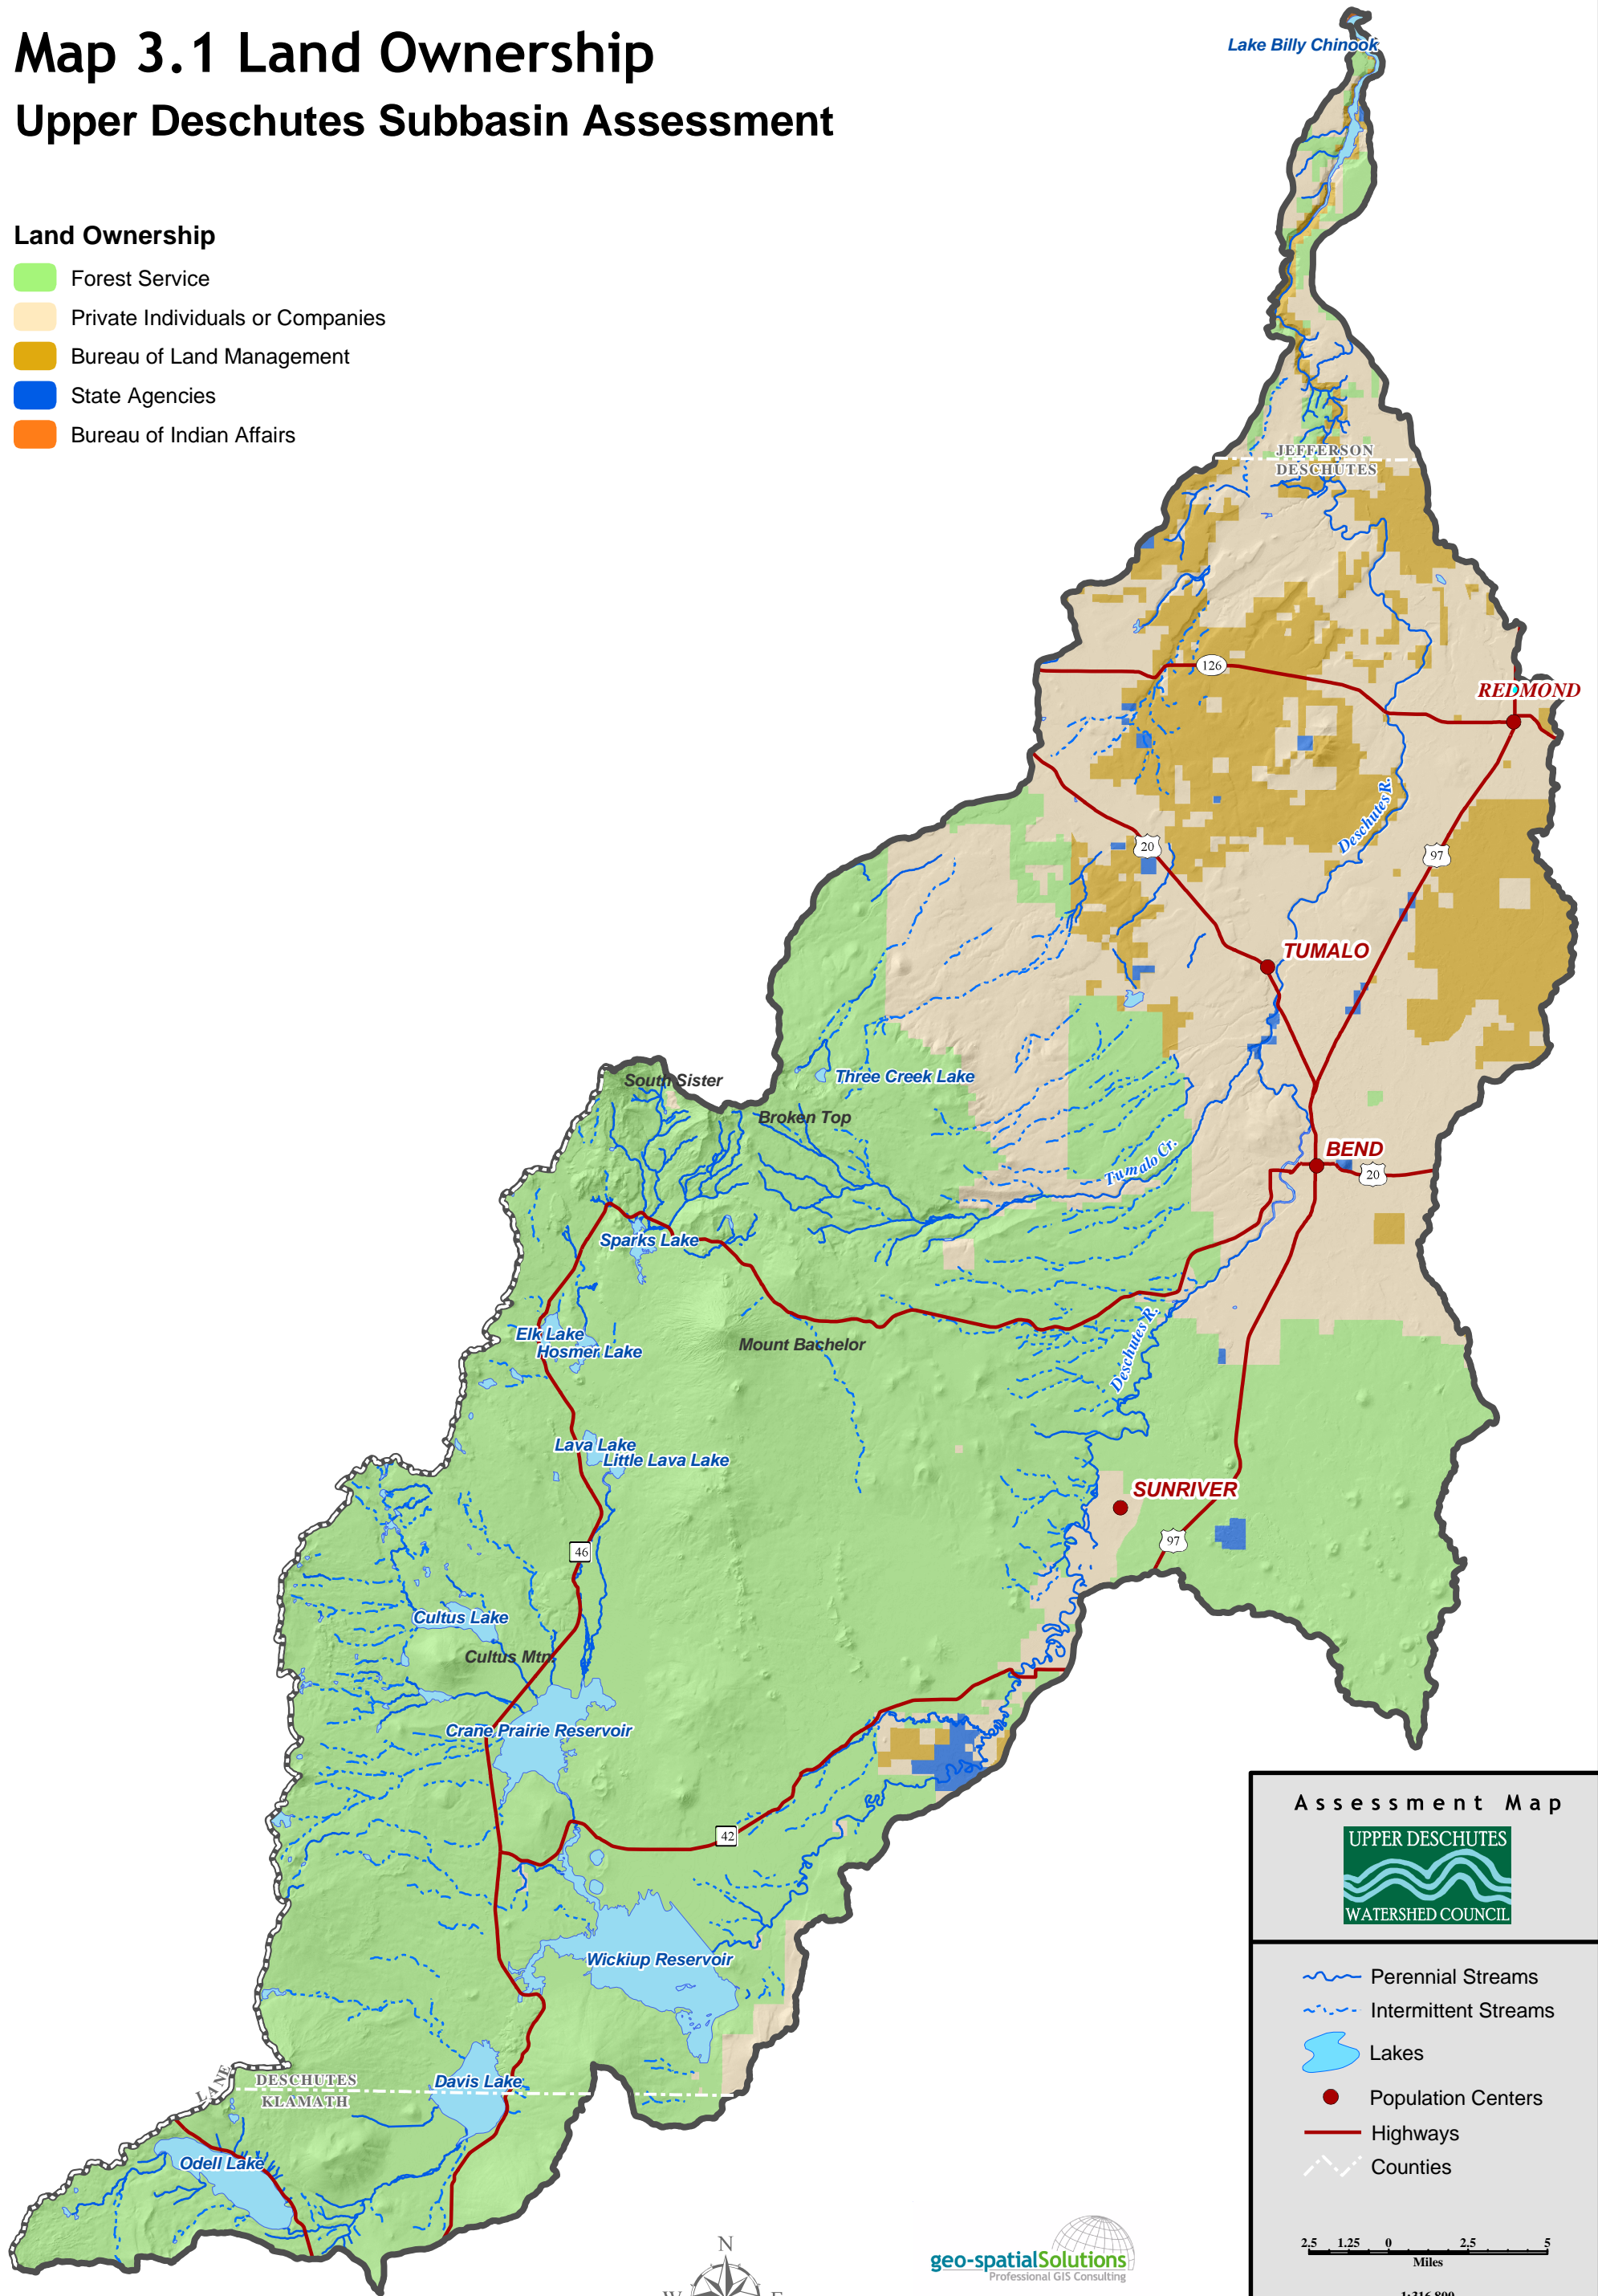 Map 3.1 Land Ownership
Upper Deschutes Subbasin Assessment
Land Ownership
Forest Service
Private Individuals or Companies
Bureau of Land Management
State Agencies
Bureau of Indian Affairs
Lake Billy Chinook
JEFFERSON
DESCHUTES
126
REDMOND
Deschutes R.
20
97
TUMALO
South Sister
Three Creek Lake
Broken Top
Tumalo Cr.
BEND
20
Sparks Lake
Elk Lake
Hosmer Lake
Mount Bachelor
Deschutes R.
Lava Lake
Little Lava Lake
SUNRIVER
97
46
Cultus Lake
Cultus Mtn.
Crane Prairie Reservoir
42
Wickiup Reservoir
LANE
DESCHUTES
KLAMATH
Davis Lake
Odell Lake
Assessment Map
UPPER DESCHUTES
WATERSHED COUNCIL
Perennial Streams
Intermittent Streams
Lakes
Population Centers
Highways
Counties
2.5 1.25 0 2.5 5
Miles
1:316,800
N
W E
geo-spatialSolutions
Professional GIS Consulting